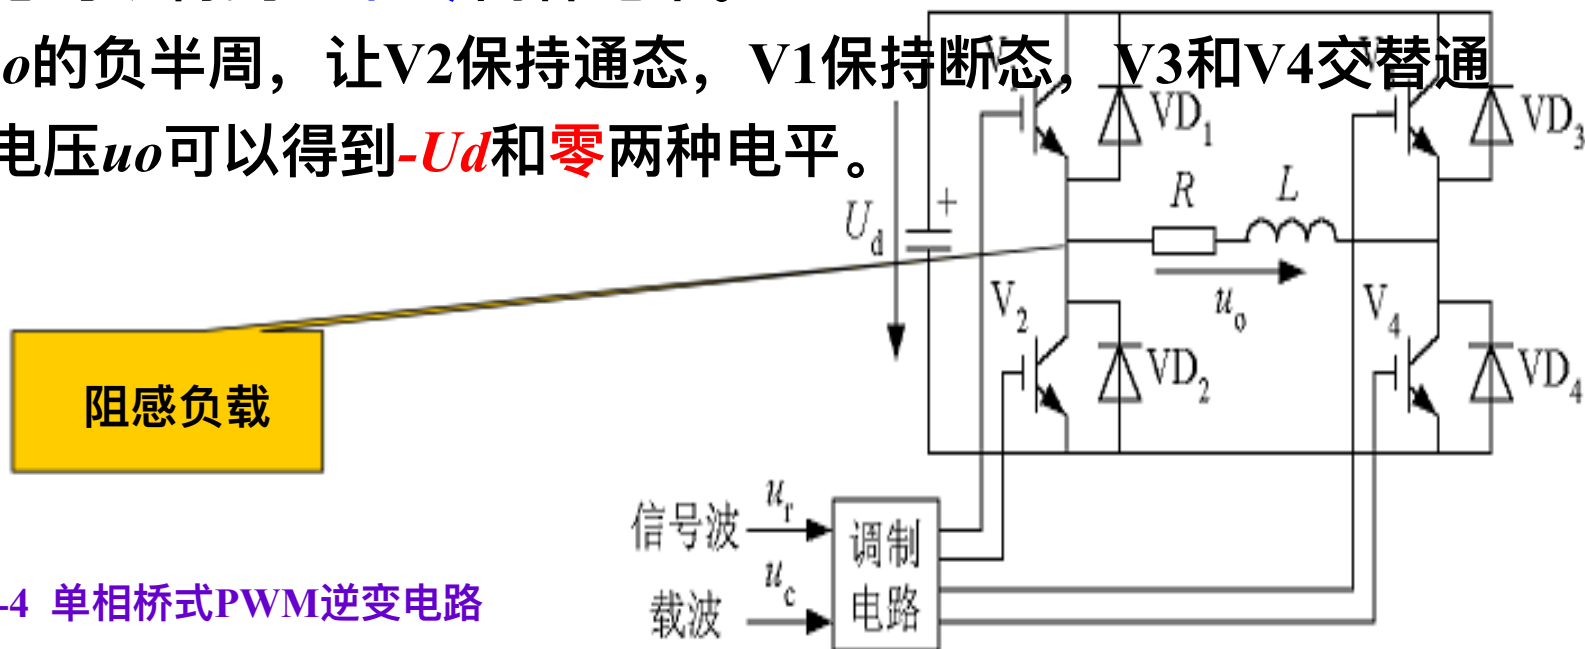 o的负半周，让V2保持通态，V1保持断态，V3和V4交替通
电压uo可以得到-Ud和零两种电平。
VD1
VD3
R
L
Ud
+
uo
V2
V4
VD2
VD4
阻感负载
信号波
ur
调制
电路
载波
uc
-4 单相桥式PWM逆变电路